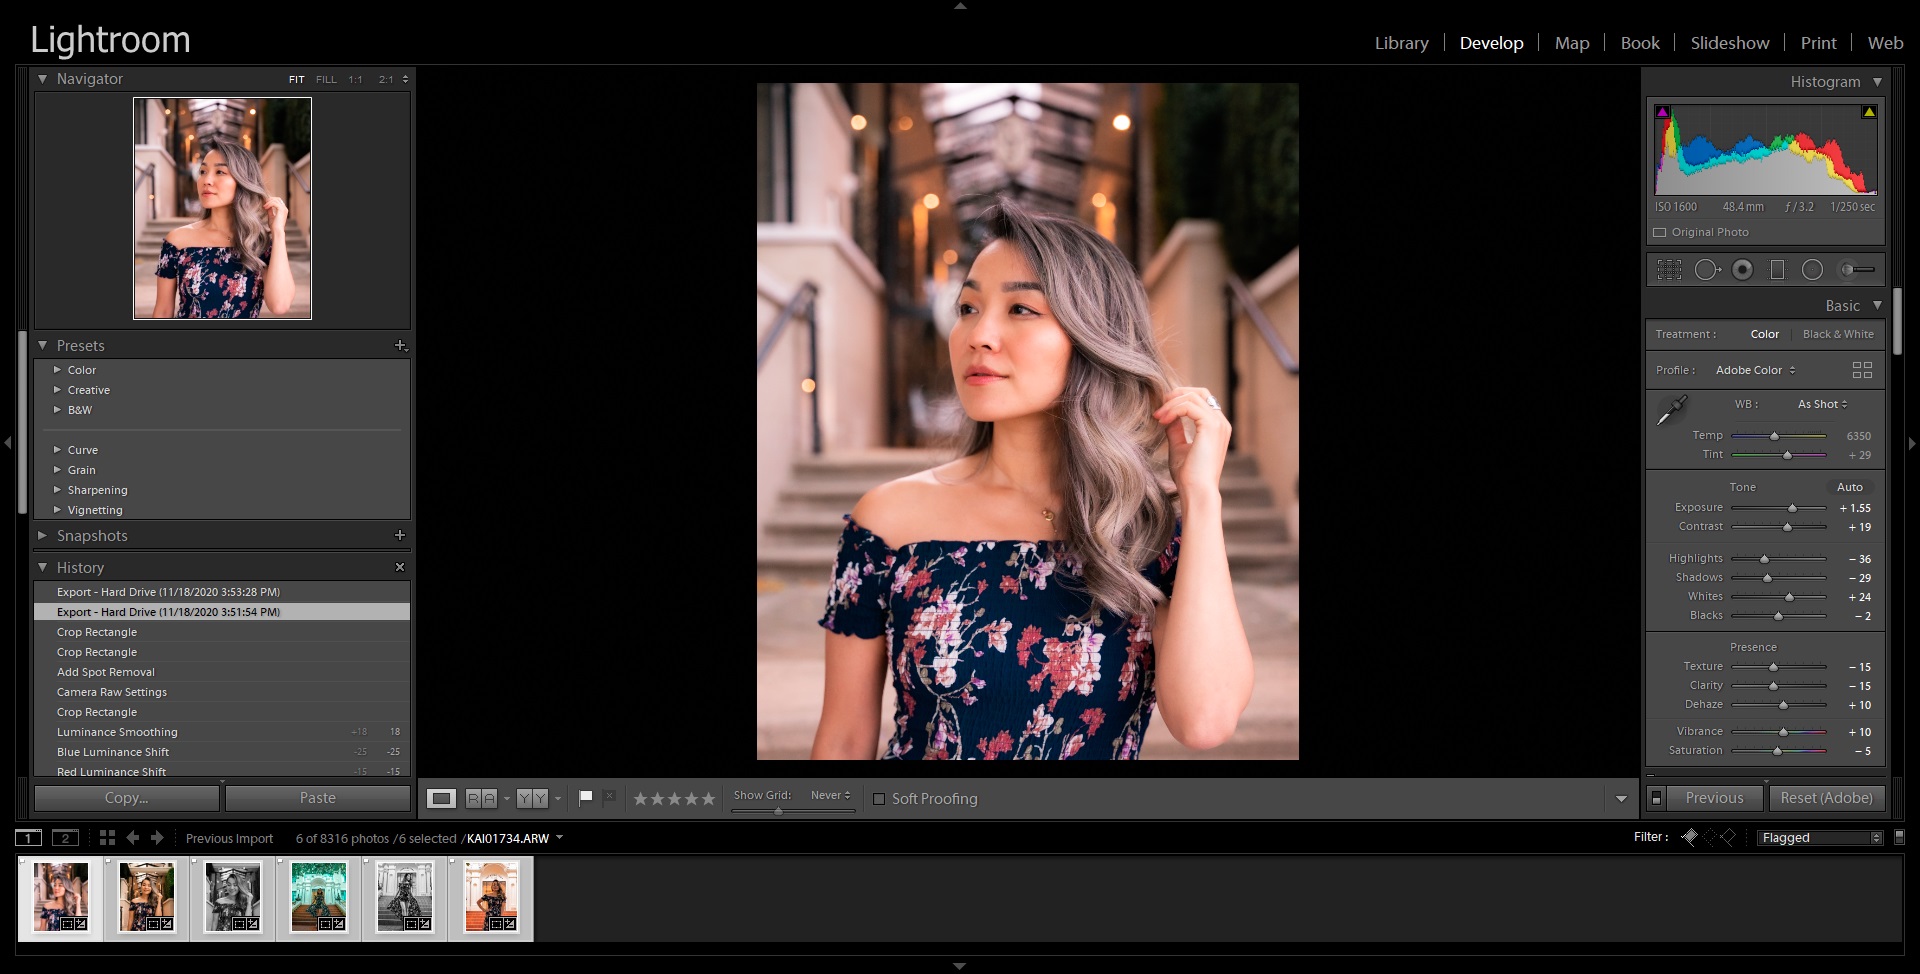 Lightroom
Library | Develop | Map | Book | Slideshow | Print | Web
Navigator FIT FILL 1:1 2:1
Presets
Color
Creative
B&W
Curve
Grain
Sharpening
Vignetting
Snapshots
History
Export - Hard Drive (11/18/2020 3:53:28 PM)
Export - Hard Drive (11/18/2020 3:51:54 PM)
Crop Rectangle
Crop Rectangle
Add Spot Removal
Camera Raw Settings
Crop Rectangle
Luminance Smoothing +18 18
Blue Luminance Shift -25 -25
Red Luminance Shift -15 -15
Copy... Paste
R A Y Y Show Grid: Never Soft Proofing
Histogram
ISO 1600 48.4 mm ƒ / 3.2 1/250 sec
Original Photo
Basic
Treatment : Color | Black & White
Profile : Adobe Color
WB : As Shot
Temp 6350
Tint + 29
Tone Auto
Exposure + 1.55
Contrast + 19
Highlights − 36
Shadows − 29
Whites + 24
Blacks − 2
Presence
Texture − 15
Clarity − 15
Dehaze + 10
Vibrance + 10
Saturation − 5
Previous Reset (Adobe)
1 2 Previous Import 6 of 8316 photos /6 selected /KAI01734.ARW Filter : Flagged